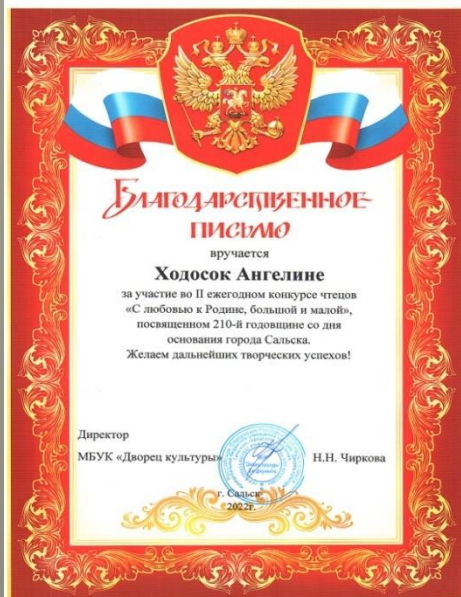 БЛАГОДАРСТВЕННОЕ
ПИСЬМО
вручается
Ходосок Ангелине
за участие во II ежегодном конкурсе чтецов
«С любовью к Родине, большой и малой»,
посвященном 210-й годовщине со дня
основания города Сальска.
Желаем дальнейших творческих успехов!
Директор
МБУК «Дворец культуры»
Н.Н. Чиркова
г. Сальск
2022г.